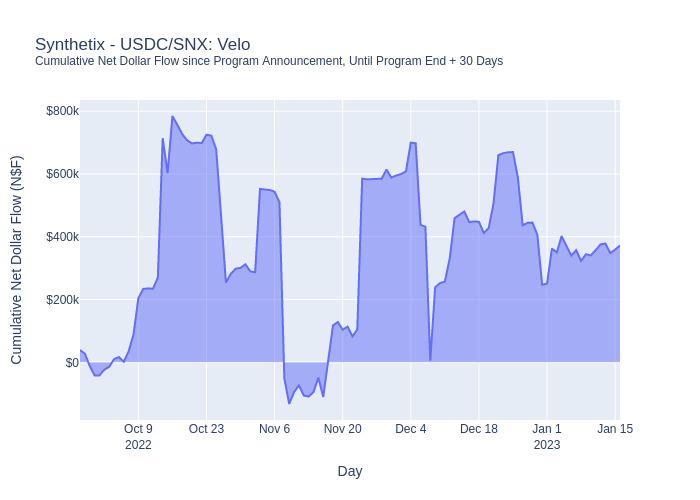 Synthetix - USDC/SNX: Velo
Cumulative Net Dollar Flow since Program Announcement, Until Program End + 30 Days
Cumulative Net Dollar Flow (N$F)
$800k
$600k
$400k
$200k
$0
Oct 9
2022
Oct 23
Nov 6
Nov 20
Dec 4
Dec 18
Jan 1
2023
Jan 15
Day